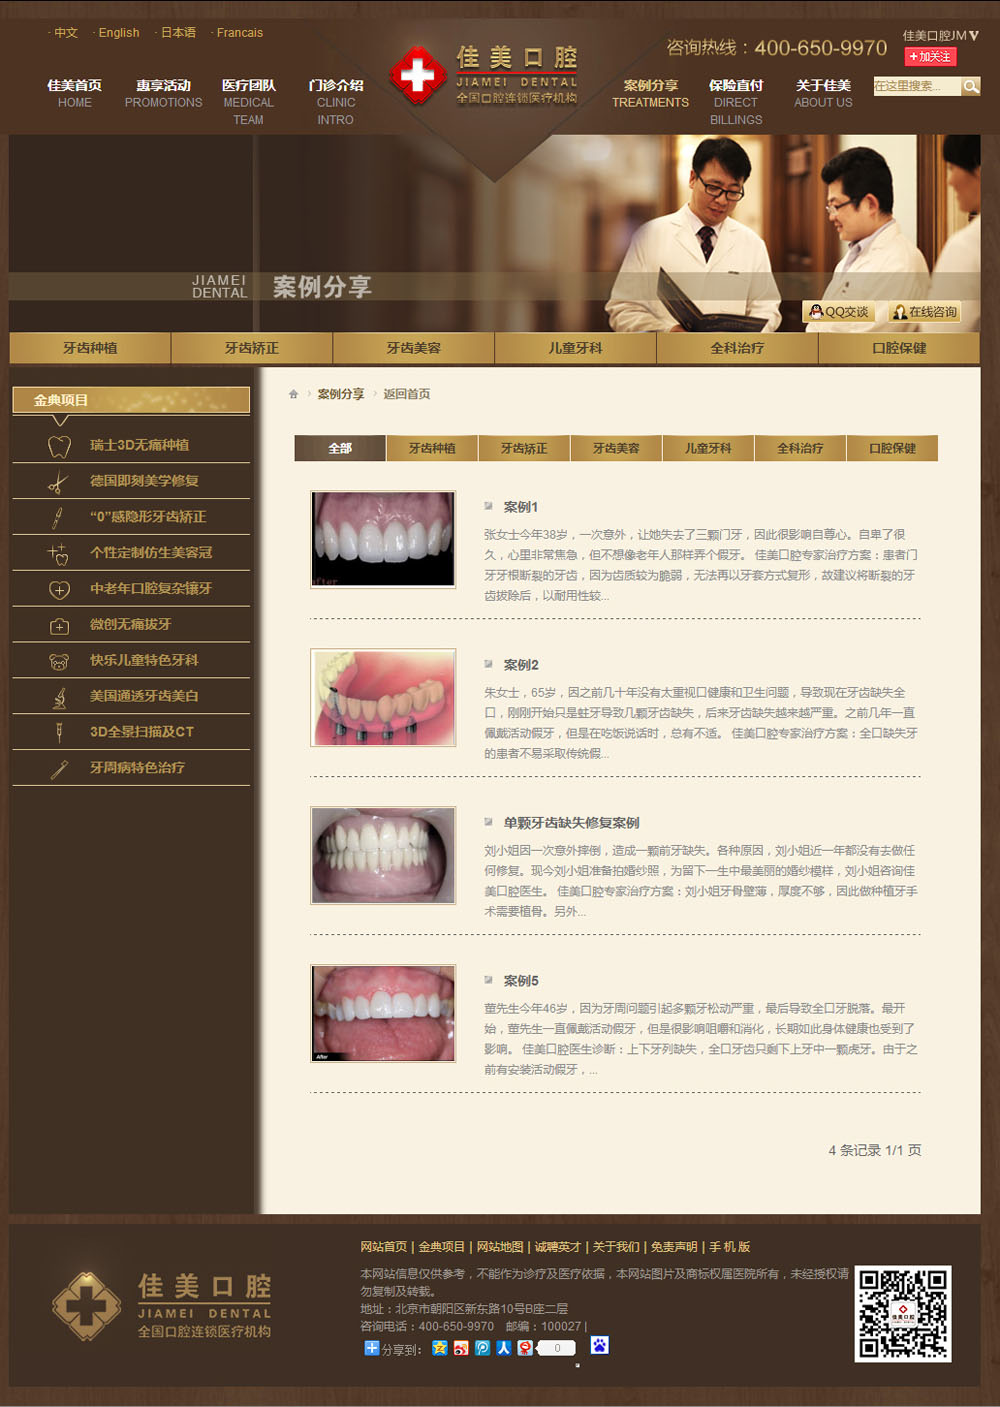 · 中文 · English · 日本语 · Francais
佳美口腔
JIAMEI DENTAL
全国口腔连锁医疗机构
咨询热线：400-650-9970
佳美口腔JM V
+加关注
佳美首页 惠享活动 医疗团队 门诊介绍 案例分享 保险直付 关于佳美
HOME PROMOTIONS MEDICAL TEAM CLINIC INTRO TREATMENTS DIRECT BILLINGS ABOUT US
在这里搜索...
JIAMEI
DENTAL
案例分享
QQ交谈 在线咨询
牙齿种植 牙齿矫正 牙齿美容 儿童牙科 全科治疗 口腔保健
金典项目
瑞士3D无痛种植
德国即刻美学修复
“0”感隐形牙齿矫正
个性定制仿生美容冠
中老年口腔复杂镶牙
微创无痛拔牙
快乐儿童特色牙科
美国通透牙齿美白
3D全景扫描及CT
牙周病特色治疗
案例分享 返回首页
全部 牙齿种植 牙齿矫正 牙齿美容 儿童牙科 全科治疗 口腔保健
案例1
张女士今年38岁，一次意外，让她失去了三颗门牙，因此很影响自尊心。自卑了很
久，心里非常焦急，但不想像老年人那样弄个假牙。 佳美口腔专家治疗方案：患者门
牙牙根断裂的牙齿，因为齿质较为脆弱，无法再以牙套方式复形，故建议将断裂的牙
齿拔除后，以耐用性较...
after
案例2
朱女士，65岁，因之前几十年没有太重视口健康和卫生问题，导致现在牙齿缺失全
口，刚刚开始只是蛀牙导致几颗牙齿缺失，后来牙齿缺失越来越严重。之前几年一直
佩戴活动假牙，但是在吃饭说话时，总有不适。 佳美口腔专家治疗方案：全口缺失牙
的患者不易采取传统假...
单颗牙齿缺失修复案例
刘小姐因一次意外摔倒，造成一颗前牙缺失。各种原因，刘小姐近一年都没有去做任
何修复。现今刘小姐准备拍婚纱照，为留下一生中最美丽的婚纱模样，刘小姐咨询佳
美口腔医生。 佳美口腔专家治疗方案：刘小姐牙骨壁薄，厚度不够，因此做种植牙手
术需要植骨。另外...
案例5
董先生今年46岁，因为牙周问题引起多颗牙松动严重，最后导致全口牙脱落。最开
始，董先生一直佩戴活动假牙，但是很影响咀嚼和消化，长期如此身体健康也受到了
影响。 佳美口腔医生诊断：上下牙列缺失，全口牙齿只剩下上牙中一颗虎牙。由于之
前有安装活动假牙，...
After
4 条记录 1/1 页
佳美口腔
JIAMEI DENTAL
全国口腔连锁医疗机构
网站首页 | 金典项目 | 网站地图 | 诚聘英才 | 关于我们 | 免责声明 | 手 机 版
本网站信息仅供参考，不能作为诊疗及医疗依据，本网站图片及商标权属医院所有，未经授权请
勿复制及转载。
地址：北京市朝阳区新东路10号B座二层
咨询电话：400-650-9970 邮编：100027 |
分享到： 0
佳美口腔